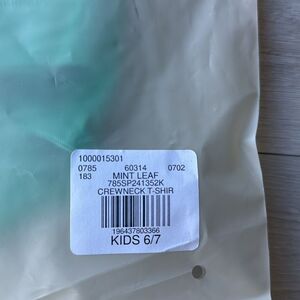 1000015301
0785 60314 0702
183 MINT LEAF
785SP241352K
CREWNECK T-SHIR
196437803366
KIDS 6/7